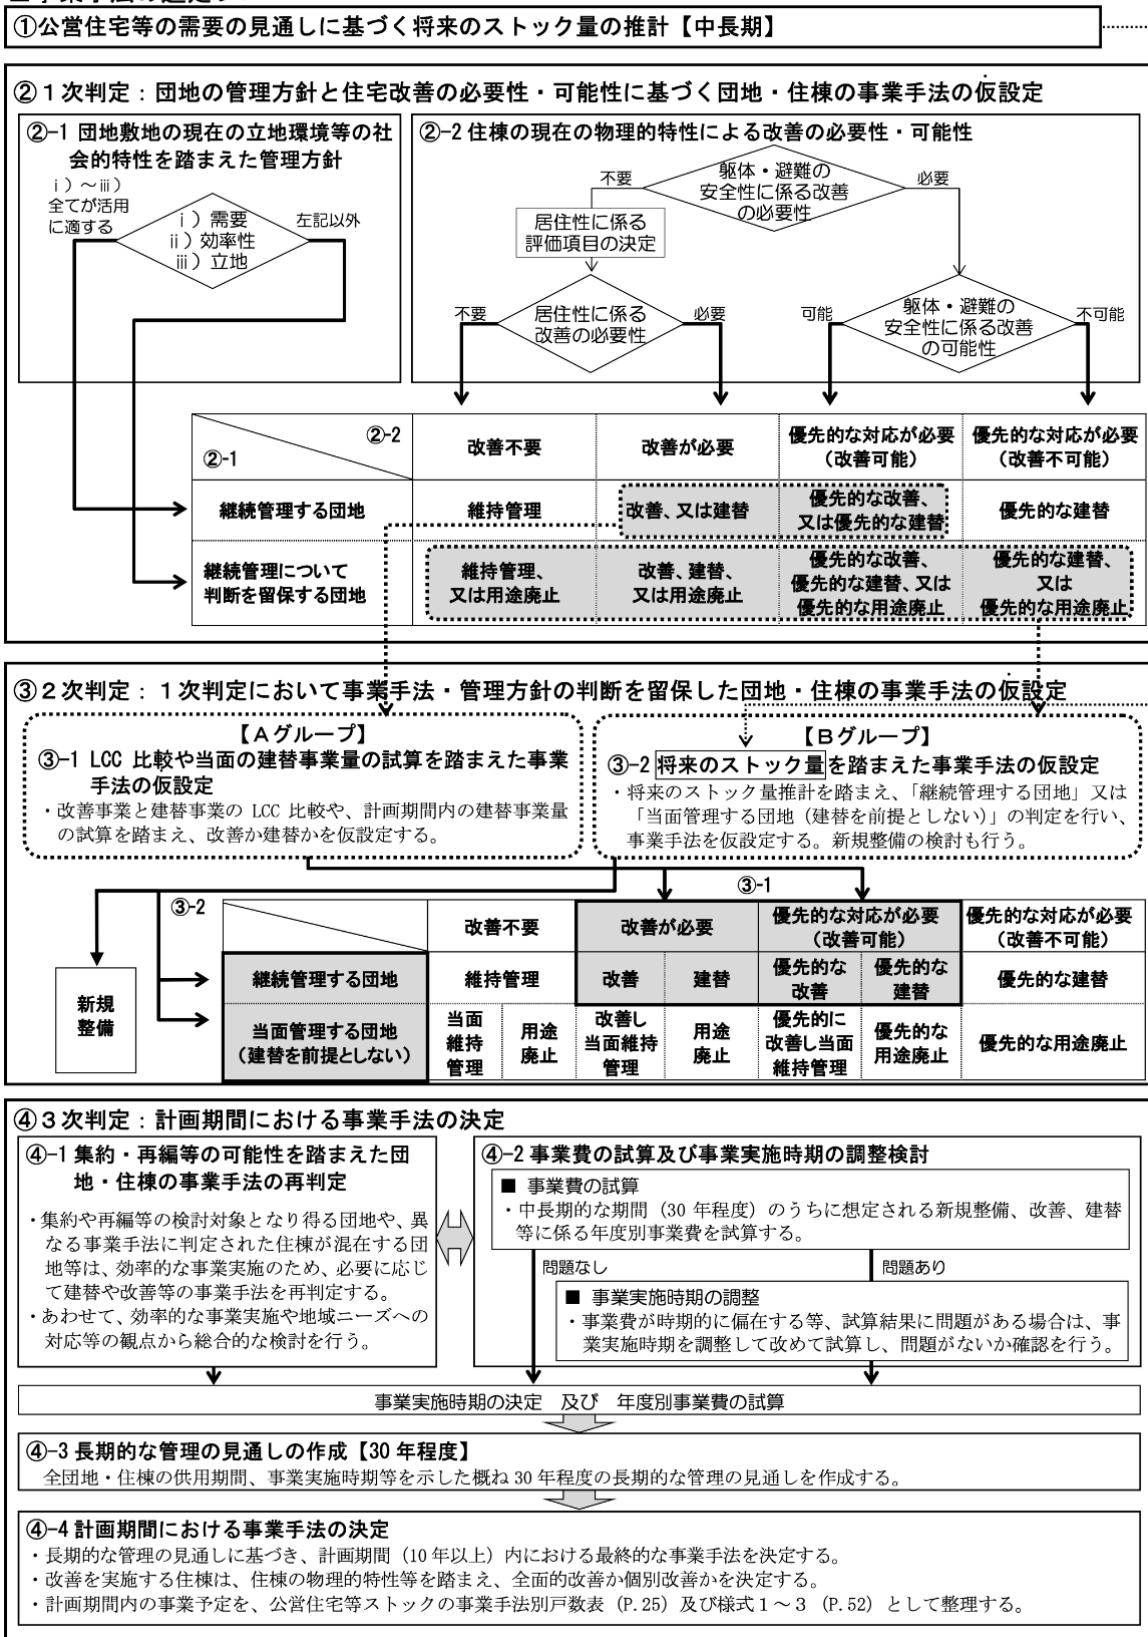 ①公営住宅等の需要の見通しに基づく将来のストック量の推計【中長期】
②1次判定：団地の管理方針と住宅改善の必要性・可能性に基づく団地・住棟の事業手法の仮設定
②-1 団地敷地の現在の立地環境等の社
会的特性を踏まえた管理方針
ⅰ）～ⅲ）
全てが活用
に適する
ⅰ）需要
ⅱ）効率性
ⅲ）立地
左記以外
②-2 住棟の現在の物理的特性による改善の必要性・可能性
不要
躯体・避難の
安全性に係る改善
の必要性
必要
居住性に係る
評価項目の決定
不要
居住性に係る
改善の必要性
必要
可能
躯体・避難の
安全性に係る改善
の可能性
不可能
②-2
②-1
改善不要
改善が必要
優先的な対応が必要
（改善可能）
優先的な対応が必要
（改善不可能）
継続管理する団地
維持管理
改善、又は建替
優先的な改善、
又は優先的な建替
優先的な建替
継続管理について
判断を留保する団地
維持管理、
又は用途廃止
改善、建替、
又は用途廃止
優先的な改善、
優先的な建替、又は
優先的な用途廃止
優先的な建替、
又は
優先的な用途廃止
③2次判定：1次判定において事業手法・管理方針の判断を留保した団地・住棟の事業手法の仮設定
【Aグループ】
③-1 LCC 比較や当面の建替事業量の試算を踏まえた事業
手法の仮設定
・改善事業と建替事業の LCC 比較や、計画期間内の建替事業量
の試算を踏まえ、改善か建替かを仮設定する。
【Bグループ】
③-2 将来のストック量を踏まえた事業手法の仮設定
・将来のストック量推計を踏まえ、「継続管理する団地」又は
「当面管理する団地（建替を前提としない）」の判定を行い、
事業手法を仮設定する。新規整備の検討も行う。
③-1
③-2
新規
整備
改善不要
改善が必要
優先的な対応が必要
（改善可能）
優先的な対応が必要
（改善不可能）
継続管理する団地
維持管理
改善
建替
優先的な
改善
優先的な
建替
優先的な建替
当面管理する団地
（建替を前提としない）
当面
維持
管理
用途
廃止
改善し
当面維持
管理
用途
廃止
優先的に
改善し当面
維持管理
優先的な
用途廃止
優先的な用途廃止
④3次判定：計画期間における事業手法の決定
④-1 集約・再編等の可能性を踏まえた団
地・住棟の事業手法の再判定
・集約や再編等の検討対象となり得る団地や、異
なる事業手法に判定された住棟が混在する団
地等は、効率的な事業実施のため、必要に応じ
て建替や改善等の事業手法を再判定する。
・あわせて、効率的な事業実施や地域ニーズへの
対応等の観点から総合的な検討を行う。
④-2 事業費の試算及び事業実施時期の調整検討
■ 事業費の試算
・中長期的な期間（30 年程度）のうちに想定される新規整備、改善、建替
等に係る年度別事業費を試算する。
問題なし
問題あり
■ 事業実施時期の調整
・事業費が時期的に偏在する等、試算結果に問題がある場合は、事
業実施時期を調整して改めて試算し、問題がないか確認を行う。
事業実施時期の決定　及び　年度別事業費の試算
④-3 長期的な管理の見通しの作成【30 年程度】
全団地・住棟の供用期間、事業実施時期等を示した概ね 30 年程度の長期的な管理の見通しを作成する。
④-4 計画期間における事業手法の決定
・長期的な管理の見通しに基づき、計画期間（10 年以上）内における最終的な事業手法を決定する。
・改善を実施する住棟は、住棟の物理的特性等を踏まえ、全面的改善か個別改善かを決定する。
・計画期間内の事業予定を、公営住宅等ストックの事業手法別戸数表（P.25）及び様式1～3（P.52）として整理する。